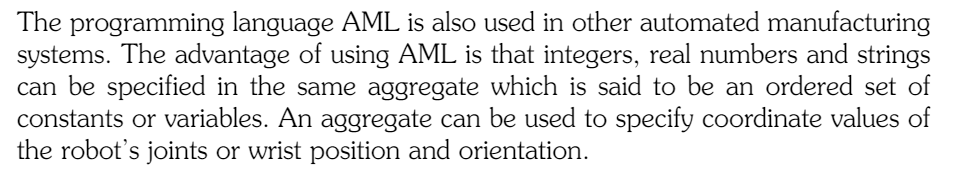 The programming language AML is also used in other automated manufacturing
systems. The advantage of using AML is that integers, real numbers and strings
can be specified in the same aggregate which is said to be an ordered set of
constants or variables. An aggregate can be used to specify coordinate values of
the robot's joints or wrist position and orientation.